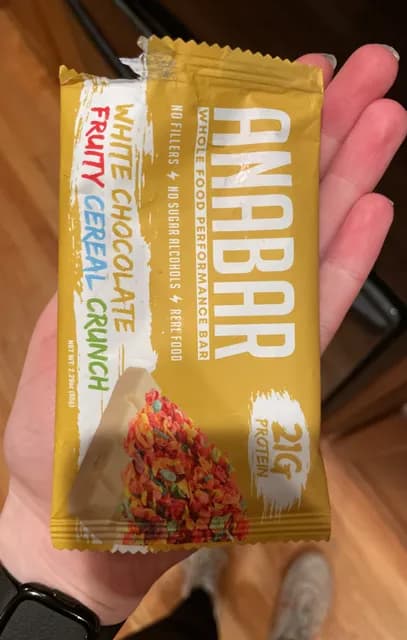 ANABAR
WHOLE FOOD PERFORMANCE BAR
NO FILLERS NO SUGAR ALCOHOLS REAL FOOD
WHITE CHOCOLATE
FRUITY CEREAL CRUNCH
21G
PROTEIN